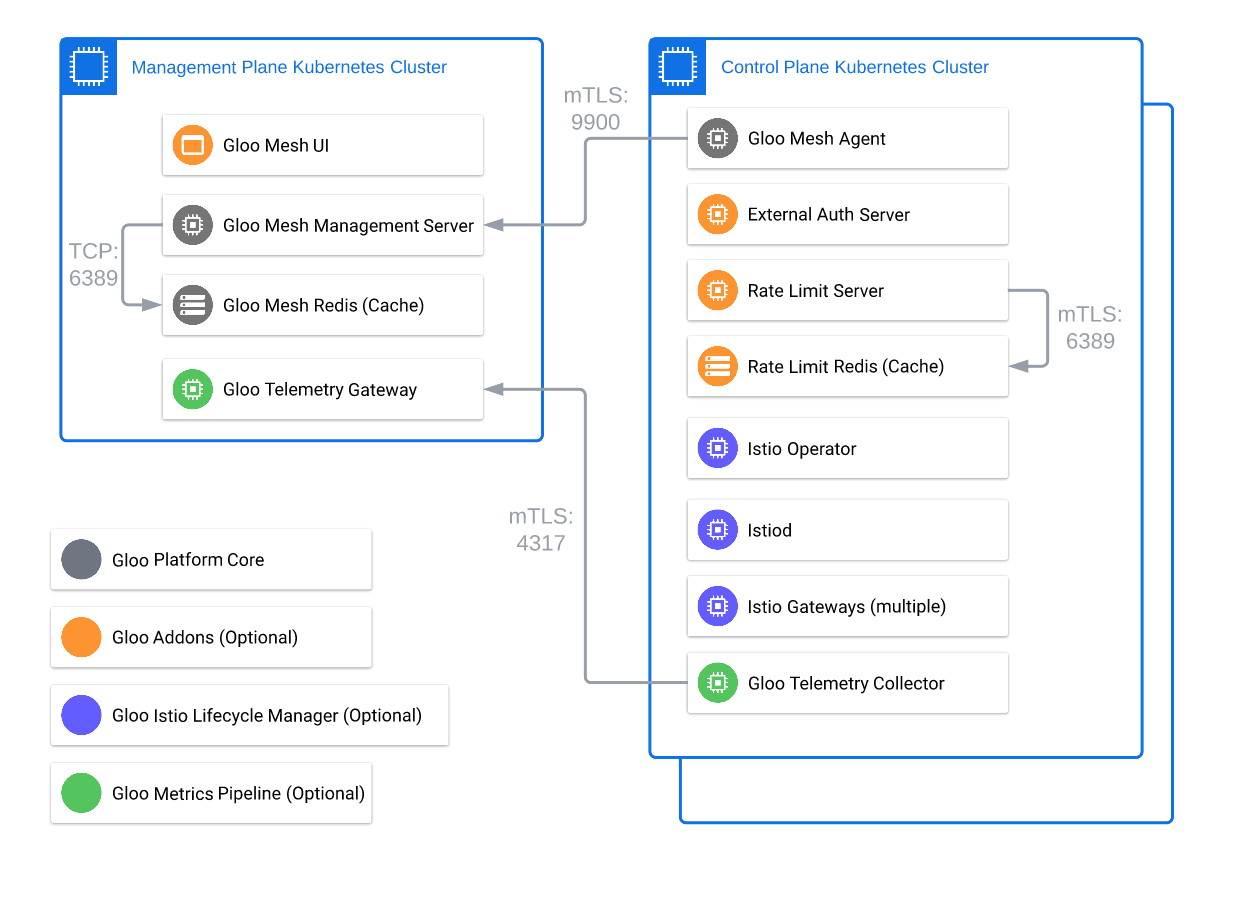 Management Plane Kubernetes Cluster
Gloo Mesh UI
Gloo Mesh Management Server
TCP:
6389
Gloo Mesh Redis (Cache)
Gloo Telemetry Gateway
mTLS:
9900
mTLS:
4317
Control Plane Kubernetes Cluster
Gloo Mesh Agent
External Auth Server
Rate Limit Server
mTLS:
6389
Rate Limit Redis (Cache)
Istio Operator
Istiod
Istio Gateways (multiple)
Gloo Telemetry Collector
Gloo Platform Core
Gloo Addons (Optional)
Gloo Istio Lifecycle Manager (Optional)
Gloo Metrics Pipeline (Optional)